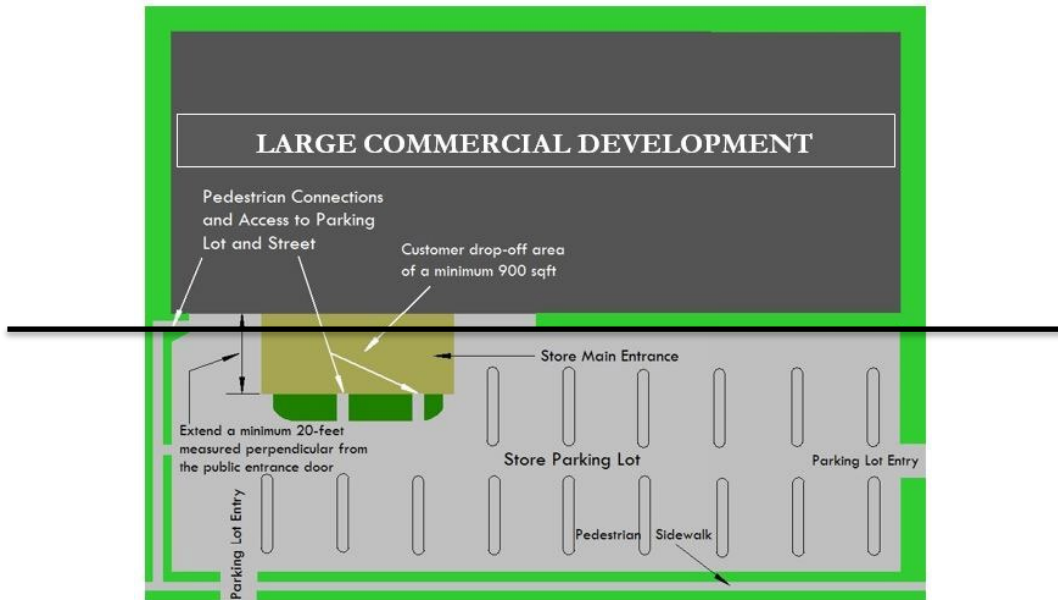 LARGE COMMERCIAL DEVELOPMENT
Pedestrian Connections
and Access to Parking
Lot and Street
Customer drop-off area
of a minimum 900 sqft
Store Main Entrance
Extend a minimum 20-feet
measured perpendicular from
the public entrance door
Store Parking Lot
Parking Lot Entry
Parking Lot Entry
Pedestrian Sidewalk